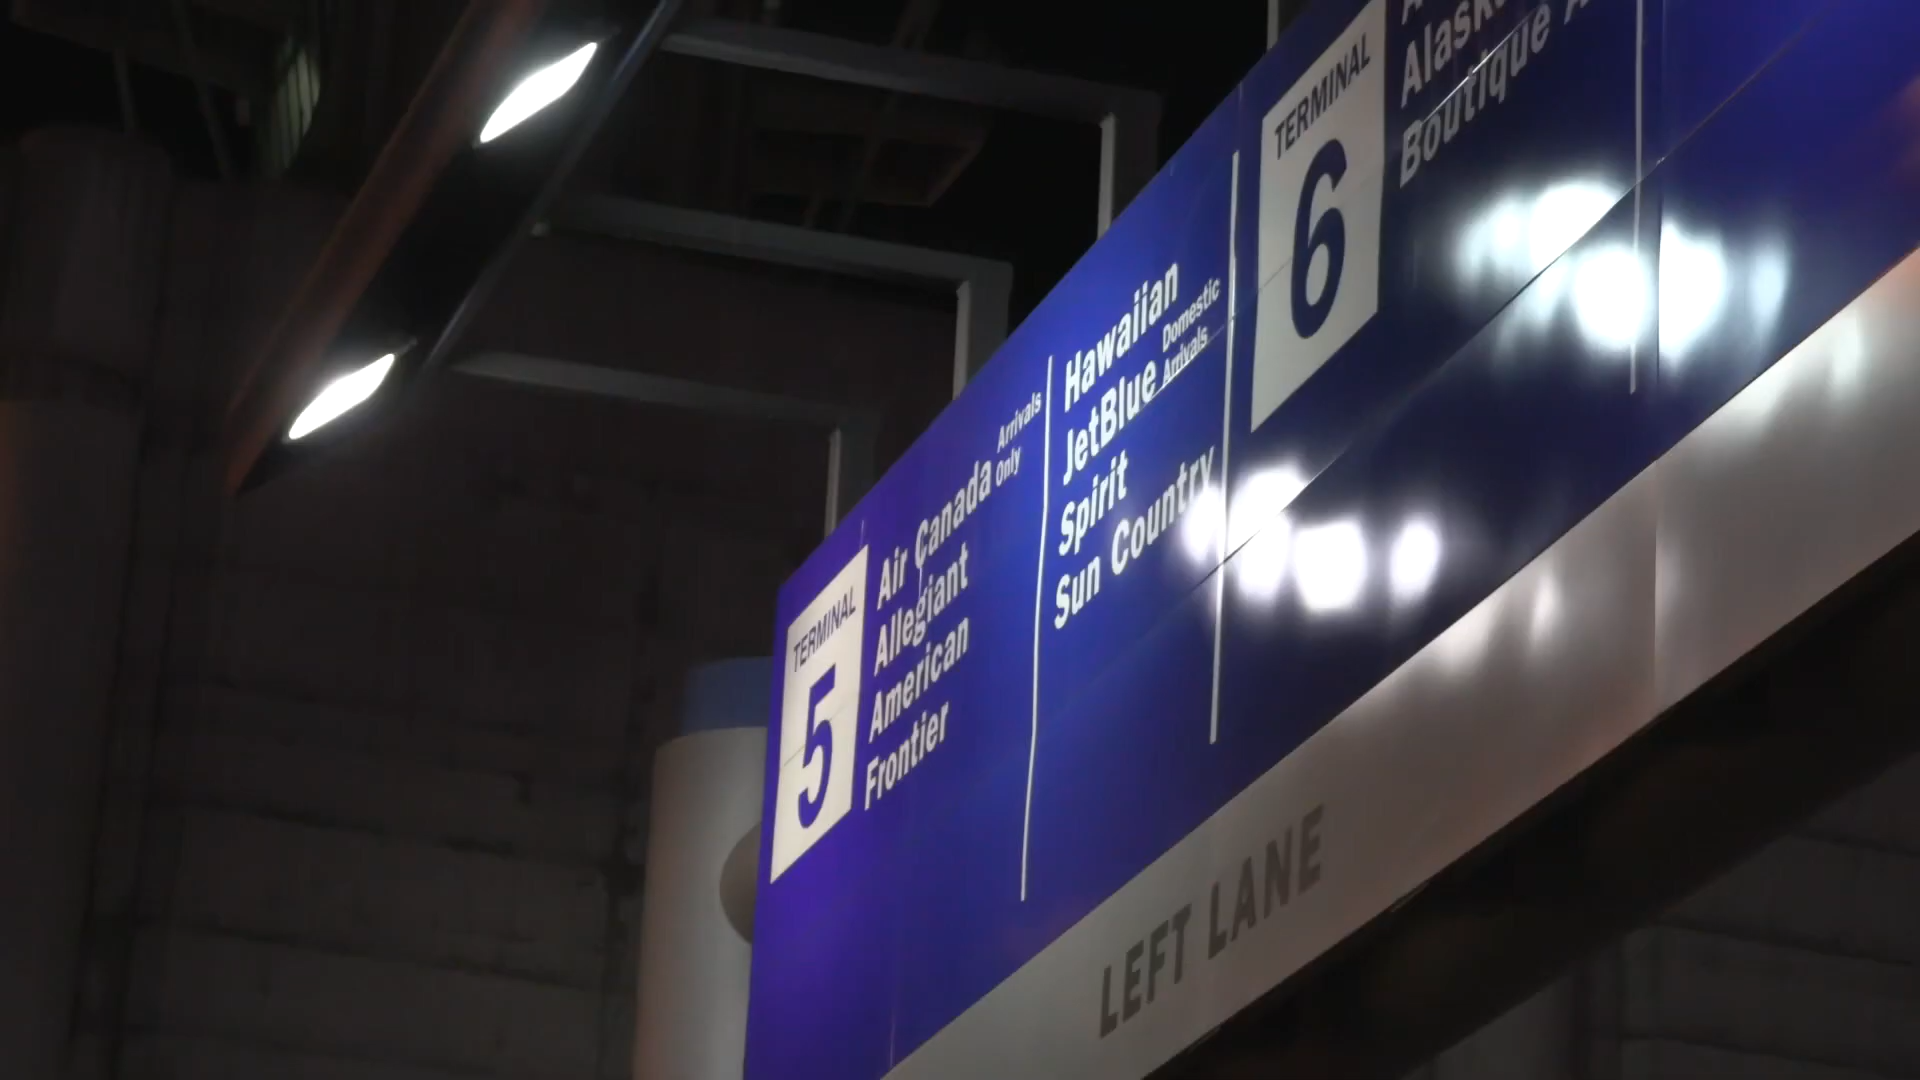 TERMINAL
5
Air Canada Arrivals Only
Allegiant
American
Frontier
Hawaiian
JetBlue Domestic Arrivals
Spirit
Sun Country
TERMINAL
6
Boutique
LEFT LANE